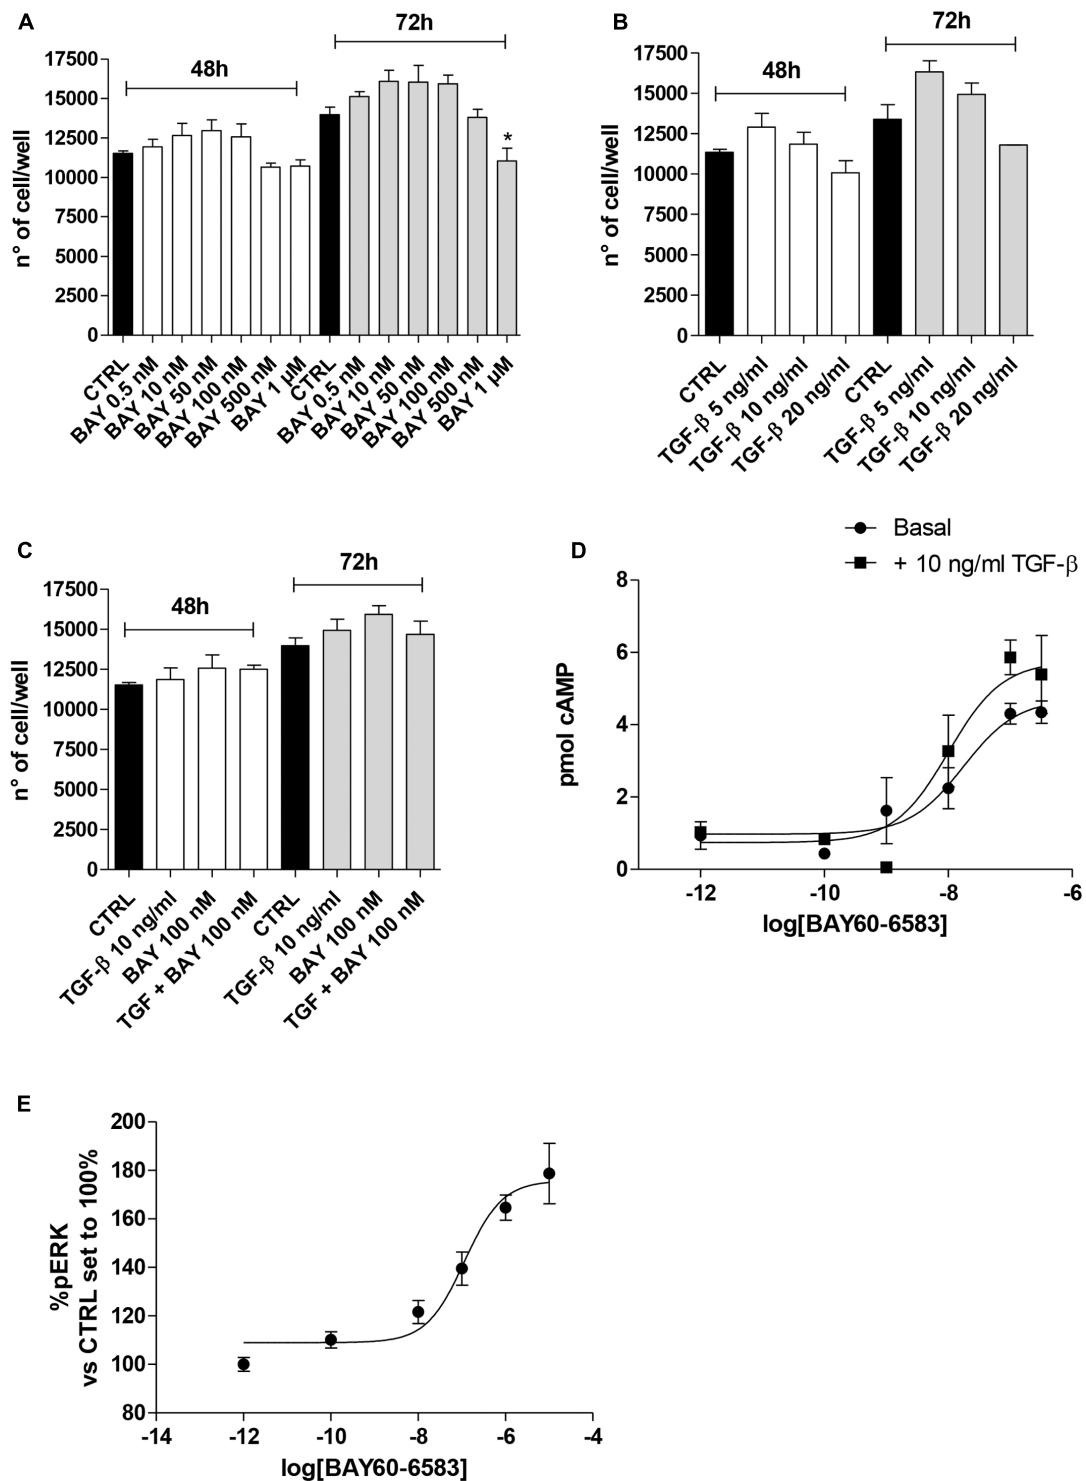 A
72h
48h
17500
15000
12500
10000
7500
5000
2500
0
n° of cell/well
*
CTRL
BAY 0.5 nM
BAY 10 nM
BAY 50 nM
BAY 100 nM
BAY 500 nM
BAY 1 µM
CTRL
BAY 0.5 nM
BAY 10 nM
BAY 50 nM
BAY 100 nM
BAY 500 nM
BAY 1 µM
B
72h
48h
17500
15000
12500
10000
7500
5000
2500
0
n° of cell/well
CTRL
TGF-β 5 ng/ml
TGF-β 10 ng/ml
TGF-β 20 ng/ml
CTRL
TGF-β 5 ng/ml
TGF-β 10 ng/ml
TGF-β 20 ng/ml
C
72h
48h
17500
15000
12500
10000
7500
5000
2500
0
n° of cell/well
CTRL
TGF-β 10 ng/ml
BAY 100 nM
TGF + BAY 100 nM
CTRL
TGF-β 10 ng/ml
BAY 100 nM
TGF + BAY 100 nM
D
Basal
+ 10 ng/ml TGF-β
8
6
4
2
0
pmol cAMP
-12 -10 -8 -6
log[BAY60-6583]
E
200
180
160
140
120
100
80
%pERK
vs CTRL set to 100%
-14 -12 -10 -8 -6 -4
log[BAY60-6583]